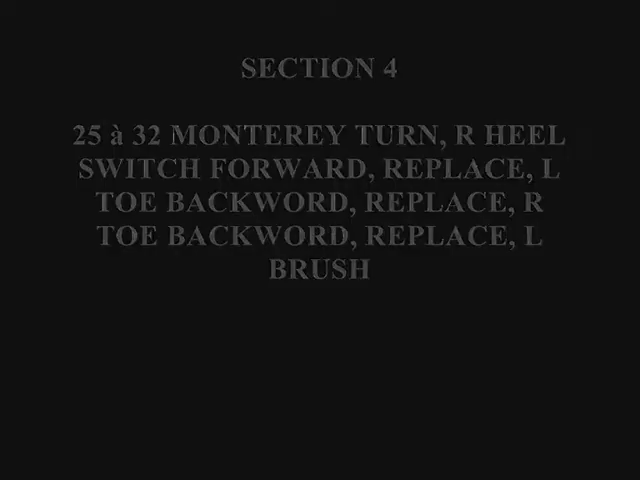 SECTION 4
25 à 32 MONTEREY TURN, R HEEL
SWITCH FORWARD, REPLACE, L
TOE BACKWORD, REPLACE, R
TOE BACKWORD, REPLACE, L
BRUSH